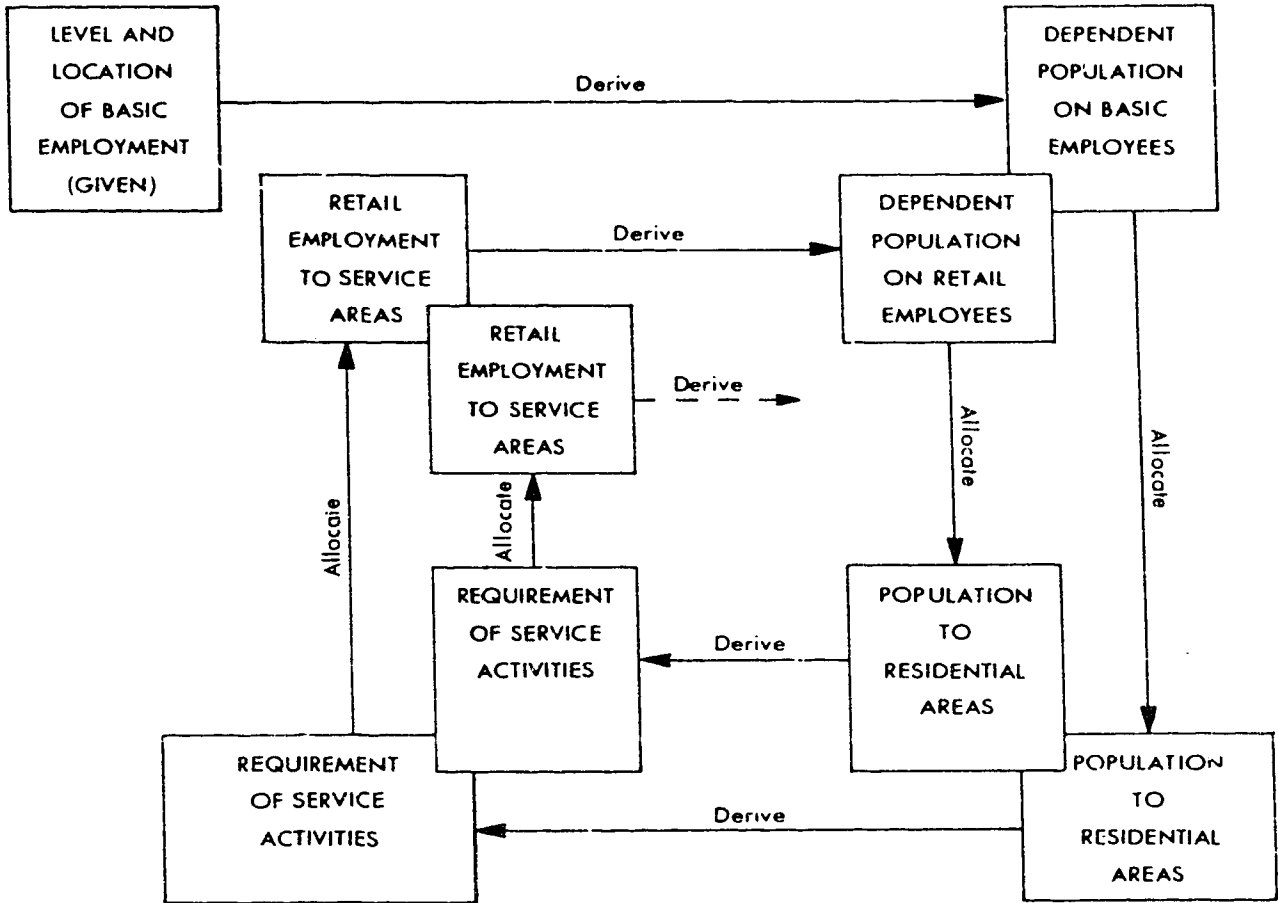 LEVEL AND
LOCATION
OF BASIC
EMPLOYMENT
(GIVEN)
Derive
DEPENDENT
POPULATION
ON BASIC
EMPLOYEES
RETAIL
EMPLOYMENT
TO SERVICE
AREAS
Derive
DEPENDENT
POPULATION
ON RETAIL
EMPLOYEES
RETAIL
EMPLOYMENT
TO SERVICE
AREAS
Derive
Allocate
Allocate
Allocate
Allocate
REQUIREMENT
OF SERVICE
ACTIVITIES
Derive
POPULATION
TO
RESIDENTIAL
AREAS
REQUIREMENT
OF SERVICE
ACTIVITIES
Derive
POPULATION
TO
RESIDENTIAL
AREAS